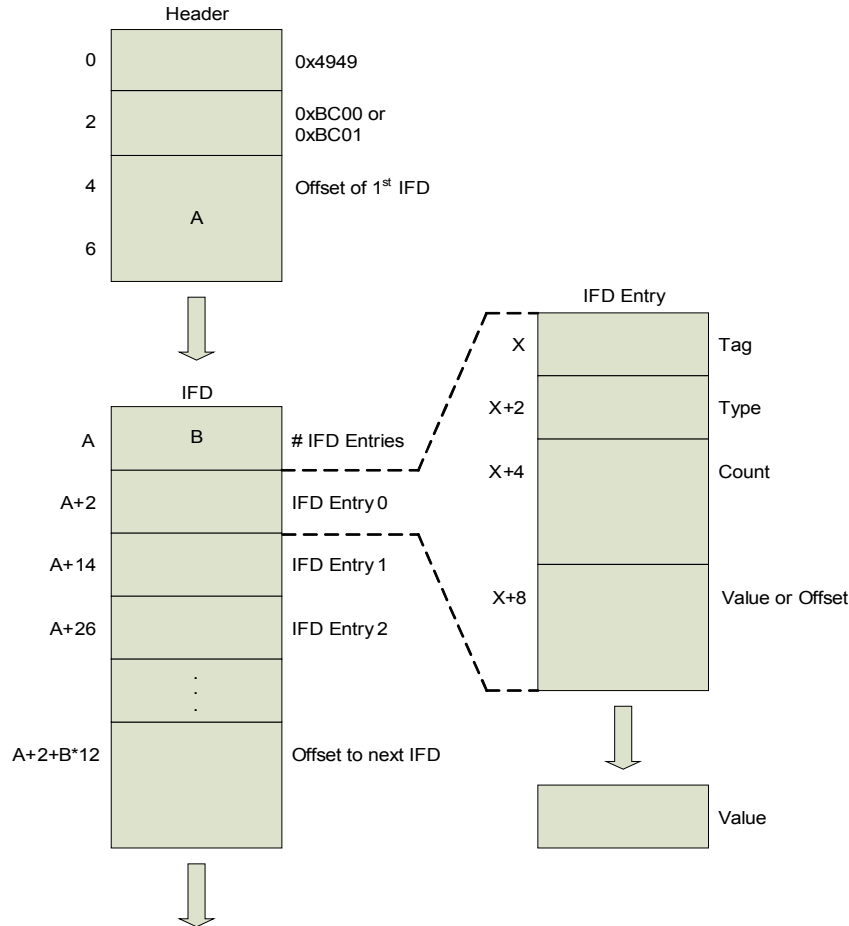 Header
0
0x4949
2
0xBC00 or
0xBC01
4
Offset of 1st IFD
A
6
IFD
A
B
# IFD Entries
A+2
IFD Entry 0
A+14
IFD Entry 1
A+26
IFD Entry 2
.
.
.
A+2+B*12
Offset to next IFD
IFD Entry
X
Tag
X+2
Type
X+4
Count
X+8
Value or Offset
Value